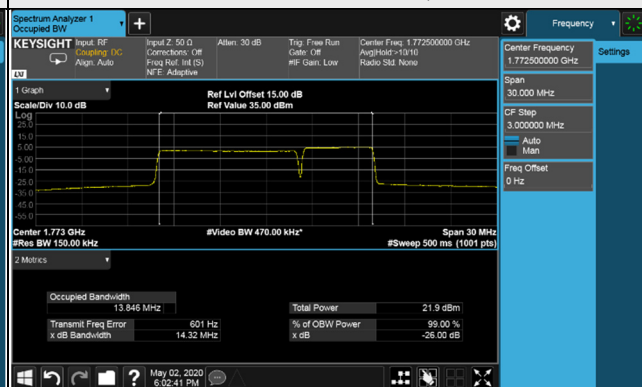 Spectrum Analyzer 1
Occupied BW
Frequency
KEYSIGHT
Input: RF
Coupling: DC
Align: Auto
Input Z: 50 Ω
Corrections: Off
Freq Ref: Int (S)
NFE: Adaptive
Atten: 30 dB
Trig: Free Run
Gate: Off
#IF Gain: Low
Center Freq: 1.772500000 GHz
Avg|Hold:>10/10
Radio Std: None
LXI
Center Frequency
1.772500000 GHz
Settings
Span
30.000 MHz
CF Step
3.000000 MHz
Auto
Man
Freq Offset
0 Hz
1 Graph
Scale/Div 10.0 dB
Ref Lvl Offset 15.00 dB
Ref Value 35.00 dBm
Log
25.0
15.0
5.00
-5.00
-15.0
-25.0
-35.0
-45.0
-55.0
Center 1.773 GHz
#Res BW 150.00 kHz
#Video BW 470.00 kHz*
Span 30 MHz
#Sweep 500 ms (1001 pts)
2 Metrics
Occupied Bandwidth
13.846 MHz
Total Power 21.9 dBm
Transmit Freq Error 601 Hz
% of OBW Power 99.00 %
x dB Bandwidth 14.32 MHz
x dB -26.00 dB
May 02, 2020
6:02:41 PM